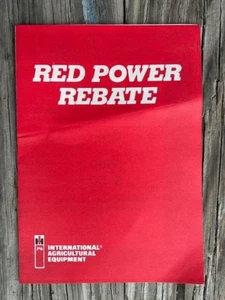 RED POWER
REBATE
INTERNATIONAL®
AGRICULTURAL
EQUIPMENT